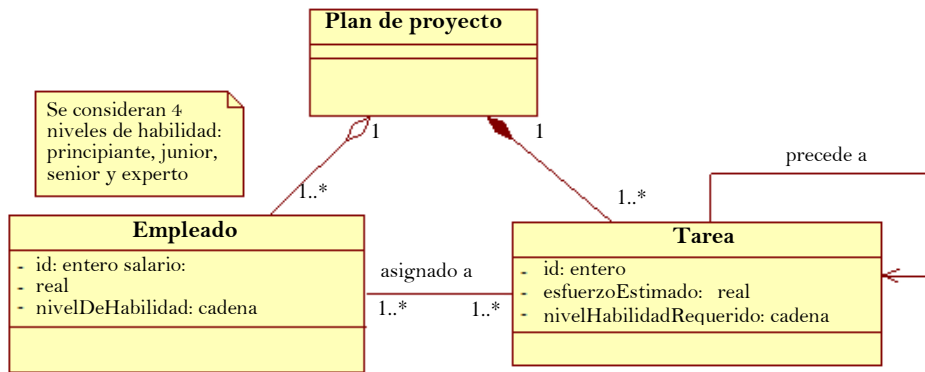 Plan de proyecto
Se consideran 4
niveles de habilidad:
principiante, junior,
senior y experto
1
1
1..*
1..*
precede a
Empleado
- id: entero salario:
- real
- nivelDeHabilidad: cadena
asignado a
1..*
1..*
Tarea
- id: entero
- esfuerzoEstimado: real
- nivelHabilidadRequerido: cadena